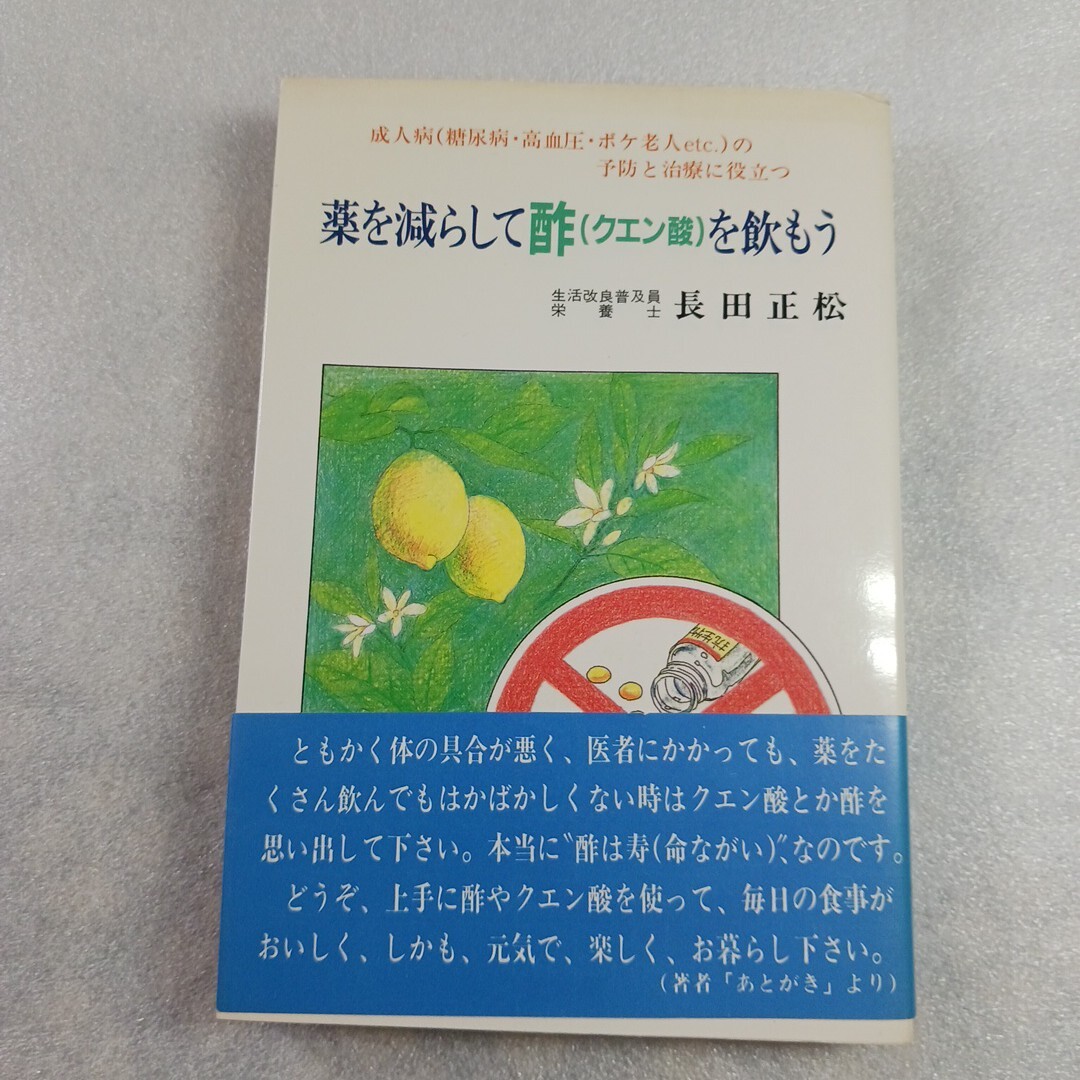 成人病(糖尿病・高血圧・ボケ老人etc.)の
予防と治療に役立つ
薬を減らして酢(クエン酸)を飲もう
生活改良普及員
栄養士
長田正松
抗生物
ともかく体の具合が悪く、医者にかかっても、薬をた
くさん飲んでもはかばかしくない時はクエン酸とか酢を
思い出して下さい。本当に〝酢は寿(命ながい)〟なのです。
どうぞ、上手に酢やクエン酸を使って、毎日の食事が
おいしく、しかも、元気で、楽しく、お暮らし下さい。
(著者「あとがき」より)